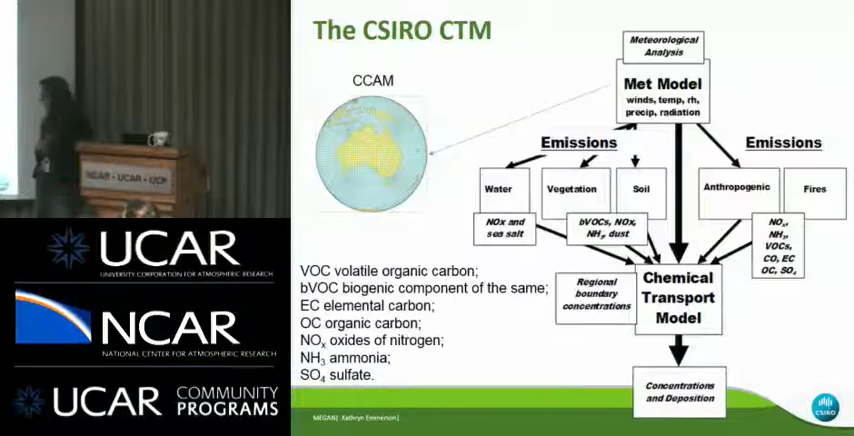 The CSIRO CTM
CCAM
Meteorological
Analysis
Met Model
winds, temp, rh,
precip, radiation
Emissions
Emissions
Water
Vegetation
Soil
Anthropogenic
Fires
NOx and
sea salt
bVOCs, NOx,
NH3, dust
NOx,
NH3,
VOCs,
CO, EC
OC, SO4
Regional
boundary
concentrations
Chemical
Transport
Model
Concentrations
and Deposition
VOC volatile organic carbon;
bVOC biogenic component of the same;
EC elemental carbon;
OC organic carbon;
NOx oxides of nitrogen;
NH3 ammonia;
SO4 sulfate.
MEGAN| Kathryn Emmerson|
CSIRO
NCAR • UCAR • UCP
UCAR
UNIVERSITY CORPORATION FOR ATMOSPHERIC RESEARCH
NCAR
NATIONAL CENTER FOR ATMOSPHERIC RESEARCH
UCAR COMMUNITY
PROGRAMS